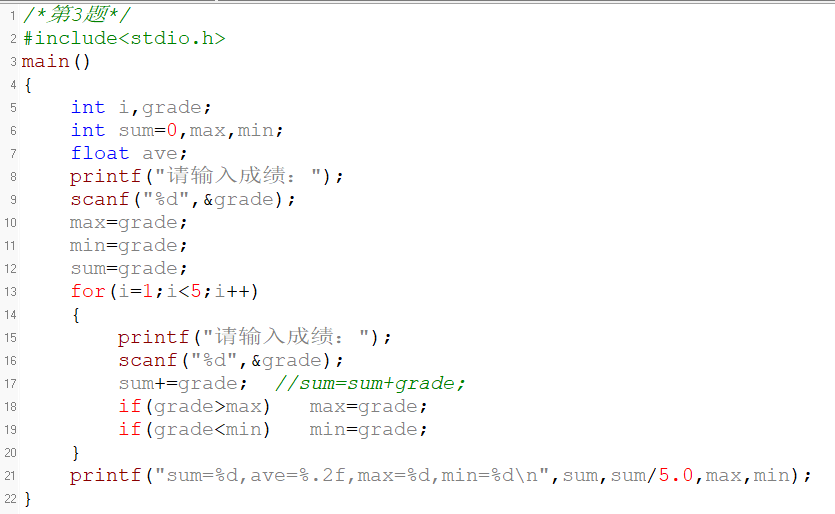 1 /*第3题*/
2 #include<stdio.h>
3 main()
4 {
5 int i,grade;
6 int sum=0,max,min;
7 float ave;
8 printf("请输入成绩: ");
9 scanf("%d",&grade);
10 max=grade;
11 min=grade;
12 sum=grade;
13 for(i=1;i<5;i++)
14 {
15 printf("请输入成绩: ");
16 scanf("%d",&grade);
17 sum+=grade; //sum=sum+grade;
18 if(grade>max) max=grade;
19 if(grade<min) min=grade;
20 }
21 printf("sum=%d,ave=%.2f,max=%d,min=%d\n",sum,sum/5.0,max,min);
22 }